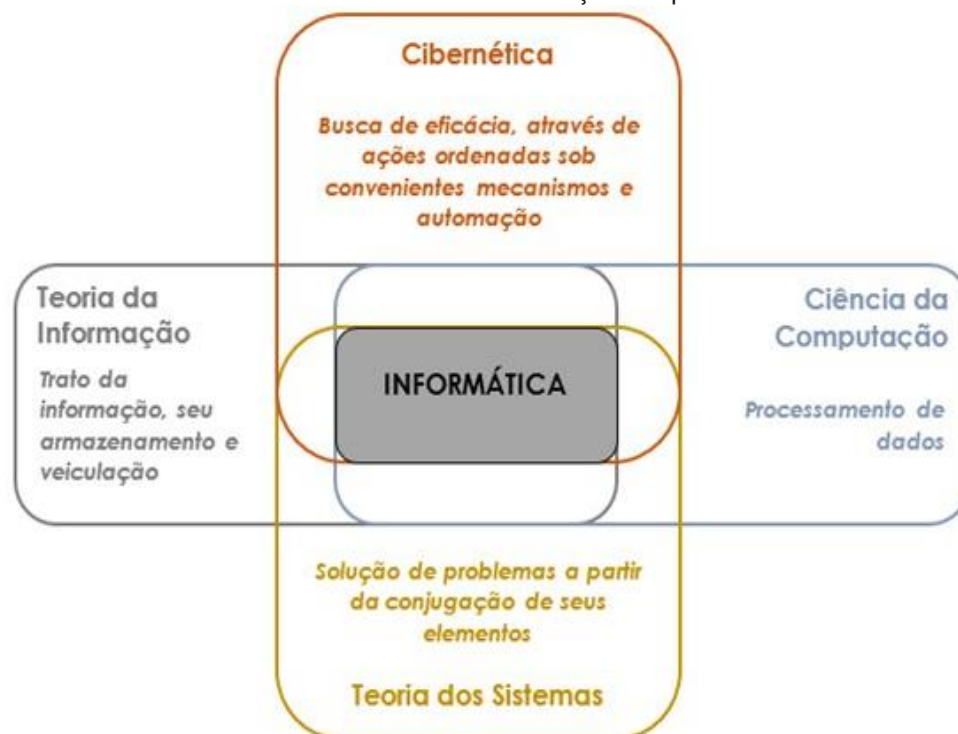 Cibernética
Busca de eficácia, através de
ações ordenadas sob
convenientes mecanismos e
automação
Teoria da
Informação
Trato da
informação, seu
armazenamento e
veiculação
INFORMÁTICA
Ciência da
Computação
Processamento de
dados
Solução de problemas a partir
da conjugação de seus
elementos
Teoria dos Sistemas